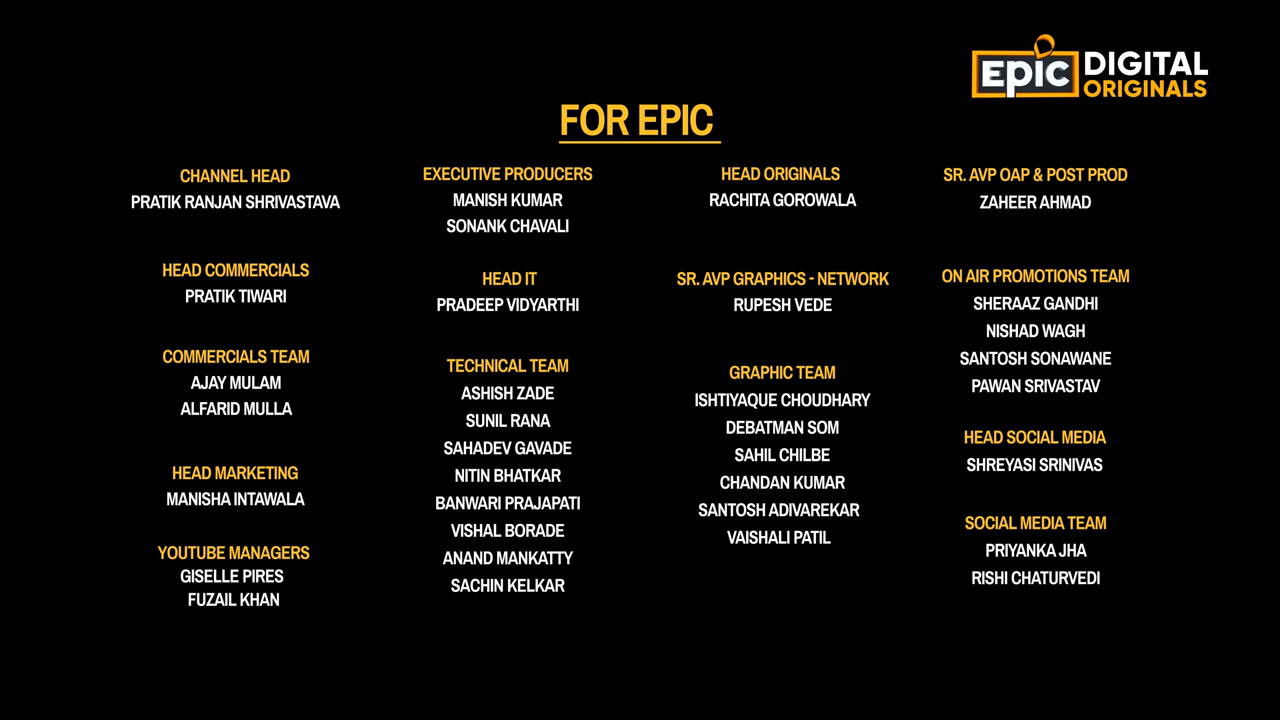 EPIC DIGITAL
ORIGINALS
FOR EPIC
CHANNEL HEAD
PRATIK RANJAN SHRIVASTAVA
HEAD COMMERCIALS
PRATIK TIWARI
COMMERCIALS TEAM
AJAY MULAM
ALFARID MULLA
HEAD MARKETING
MANISHA INTAWALA
YOUTUBE MANAGERS
GISELLE PIRES
FUZAIL KHAN
EXECUTIVE PRODUCERS
MANISH KUMAR
SONANK CHAVALI
HEAD IT
PRADEEP VIDYARTHI
TECHNICAL TEAM
ASHISH ZADE
SUNIL RANA
SAHADEV GAVADE
NITIN BHATKAR
BANWARI PRAJAPATI
VISHAL BORADE
ANAND MANKATTY
SACHIN KELKAR
HEAD ORIGINALS
RACHITA GOROWALA
SR. AVP GRAPHICS - NETWORK
RUPESH VEDE
GRAPHIC TEAM
ISHTIYAQUE CHOUDHARY
DEBATMAN SOM
SAHIL CHILBE
CHANDAN KUMAR
SANTOSH ADIVAREKAR
VAISHALI PATIL
SR. AVP OAP & POST PROD
ZAHEER AHMAD
ON AIR PROMOTIONS TEAM
SHERAAZ GANDHI
NISHAD WAGH
SANTOSH SONAWANE
PAWAN SRIVASTAV
HEAD SOCIAL MEDIA
SHREYASI SRINIVAS
SOCIAL MEDIA TEAM
PRIYANKA JHA
RISHI CHATURVEDI